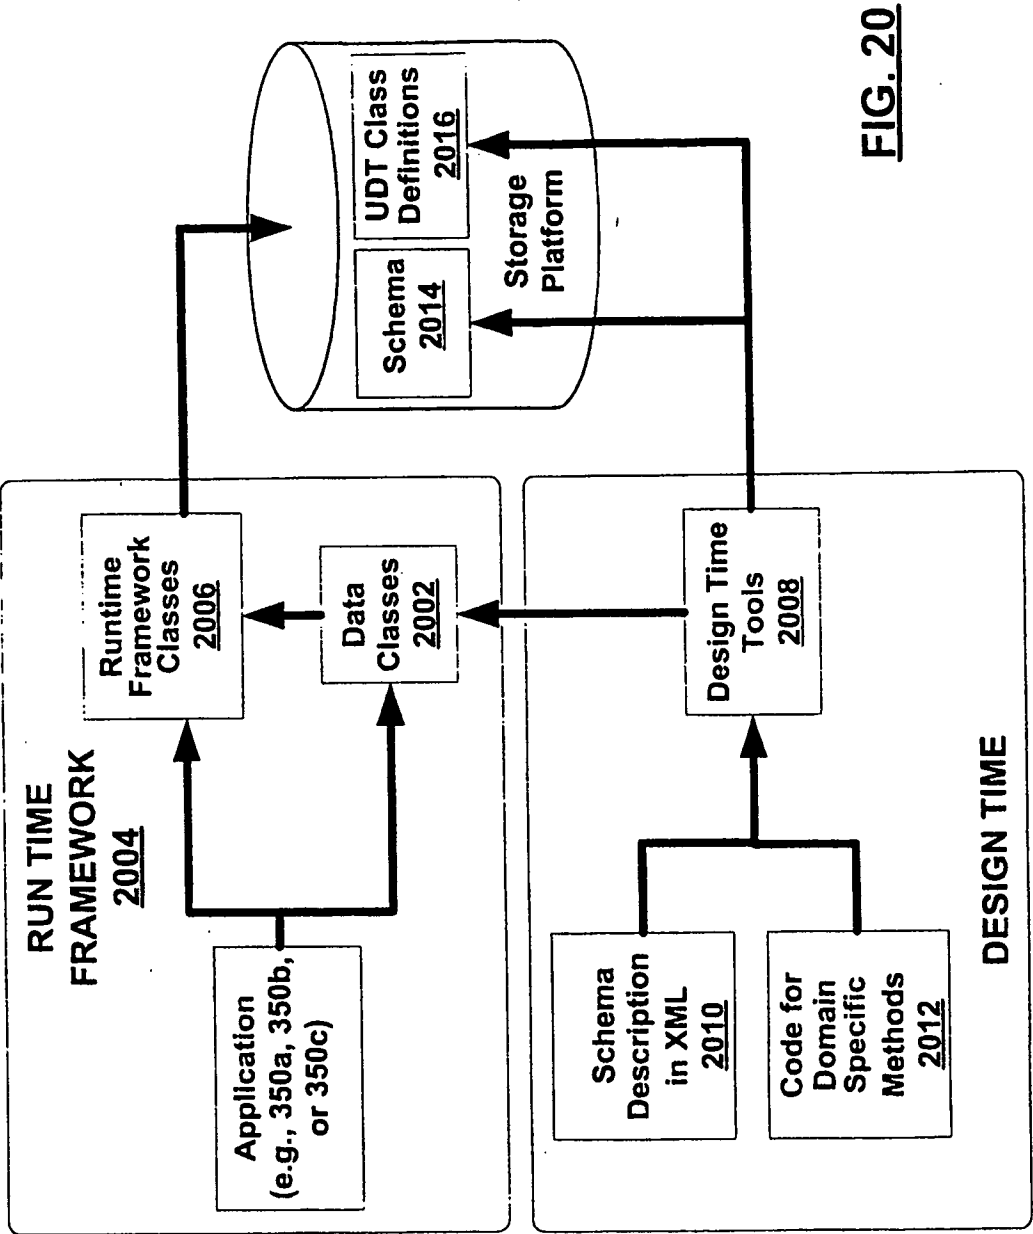 RUN TIME
FRAMEWORK
2004
Application
(e.g., 350a, 350b,
or 350c)
Runtime
Framework
Classes
2006
Data
Classes
2002
Schema
2014
UDT Class
Definitions
2016
Storage
Platform
Schema
Description
in XML
2010
Code for
Domain
Specific
Methods
2012
Design Time
Tools
2008
DESIGN TIME
FIG. 20